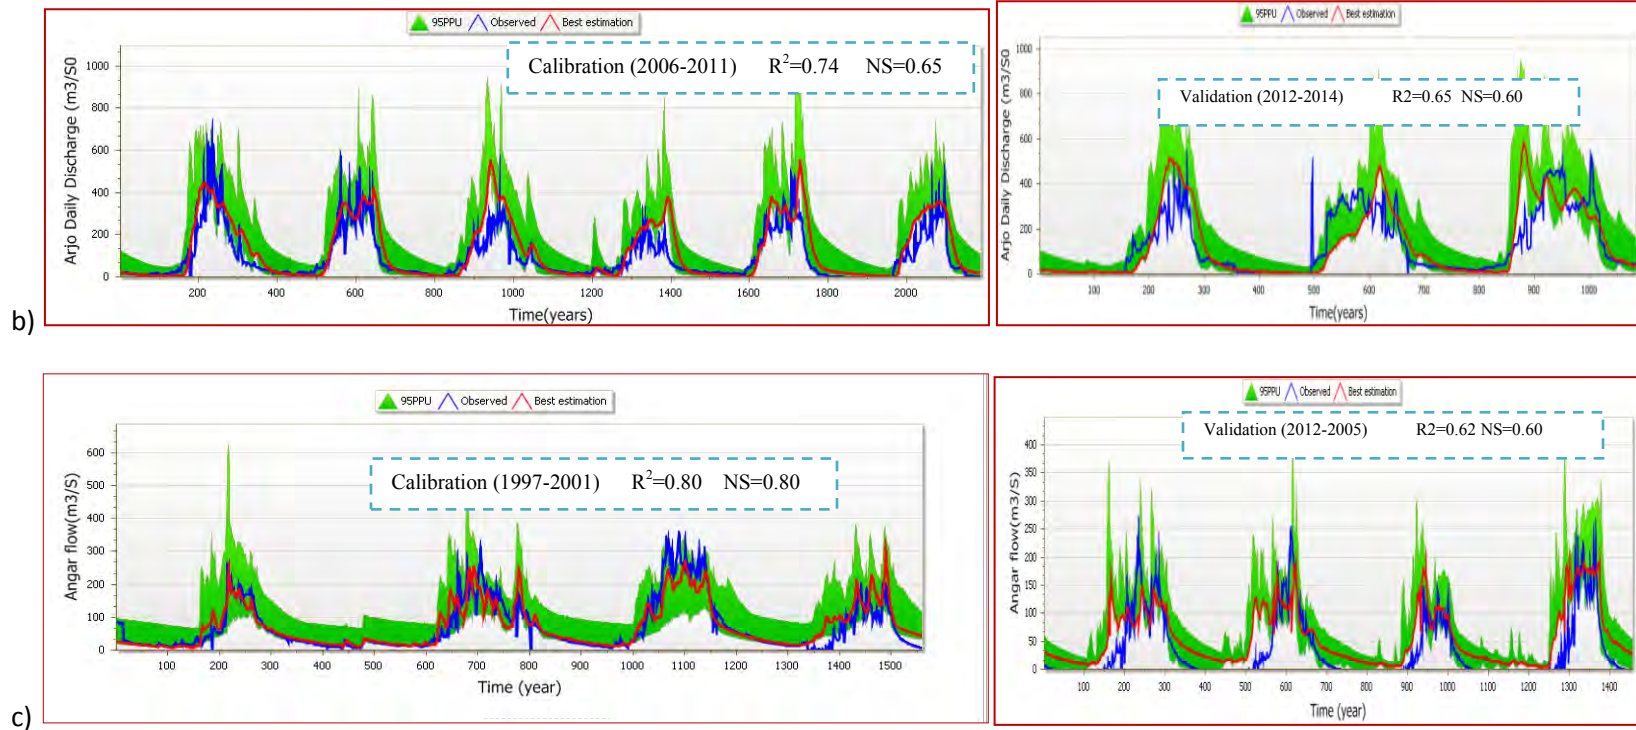 95PPU Observed Best estimation
Calibration (2006-2011) R²=0.74 NS=0.65
Arjo Daily Discharge (m3/S0
1000
800
600
400
200
0
200 400 600 800 1000 1200 1400 1600 1800 2000
Time(years)
95PPU Observed Best estimation
Validation (2012-2014) R2=0.65 NS=0.60
Arjo Daily Discharge (m3/S0
1000
800
600
400
200
0
100 200 300 400 500 600 700 800 900 1000
Time(years)
b)
95PPU Observed Best estimation
Calibration (1997-2001) R²=0.80 NS=0.80
Angar flow(m3/S)
600
500
400
300
200
100
0
100 200 300 400 500 600 700 800 900 1000 1100 1200 1300 1400 1500
Time (year)
95PPU Observed Best estimation
Validation (2012-2005) R2=0.62 NS=0.60
Angar flow(m3/S)
400
350
300
250
200
150
100
50
0
100 200 300 400 500 600 700 800 900 1000 1100 1200 1300 1400
Time (year)
c)